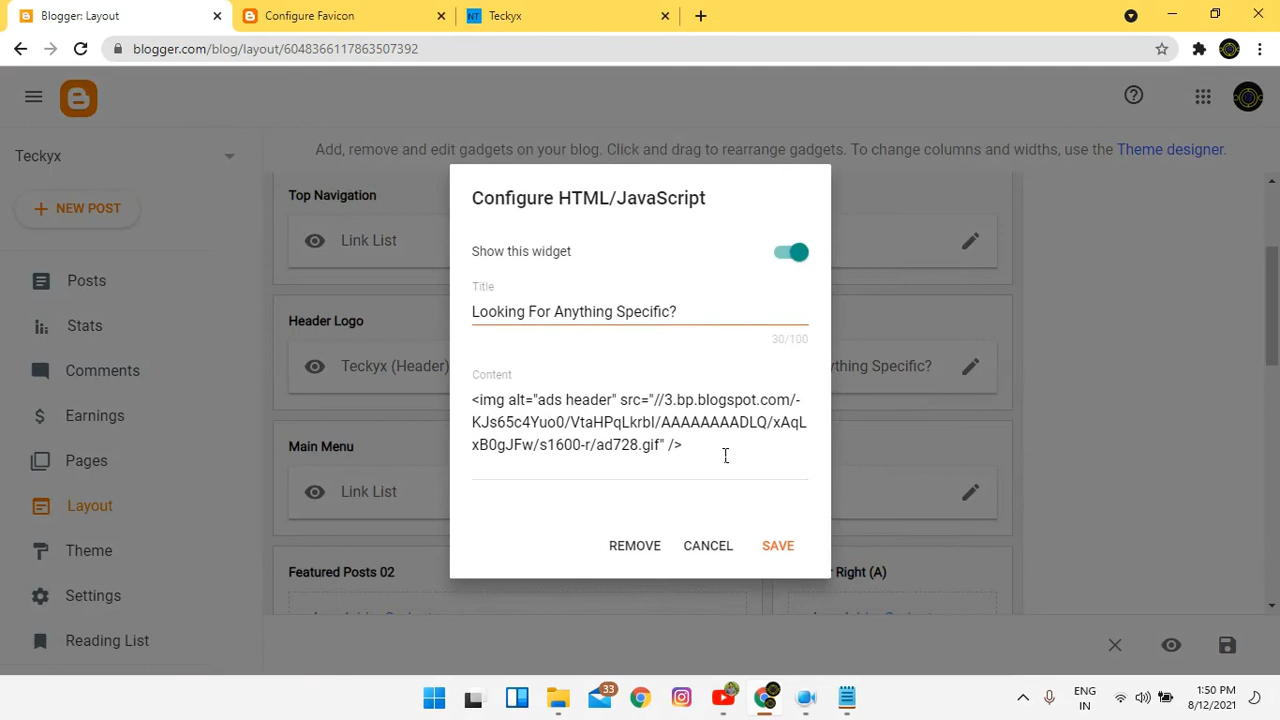 Blogger: Layout
Configure Favicon
NT
Teckyx
blogger.com/blog/layout/6048366117863507392
Teckyx
Add, remove and edit gadgets on your blog. Click and drag to rearrange gadgets. To change columns and widths, use the Theme designer.
NEW POST
Posts
Stats
Comments
Earnings
Pages
Layout
Theme
Settings
Reading List
Top Navigation
Link List
Header Logo
Teckyx (Header)
ything Specific?
Main Menu
Link List
Featured Posts 02
r Right (A)
Configure HTML/JavaScript
Show this widget
Title
Looking For Anything Specific?
30/100
Content
<img alt="ads header" src="//3.bp.blogspot.com/-
KJs65c4Yuo0/VtaHPqLkrbI/AAAAAAAADLQ/xAqL
xB0gJFw/s1600-r/ad728.gif" />
REMOVE
CANCEL
SAVE
33
ENG
IN
1:50 PM
8/12/2021